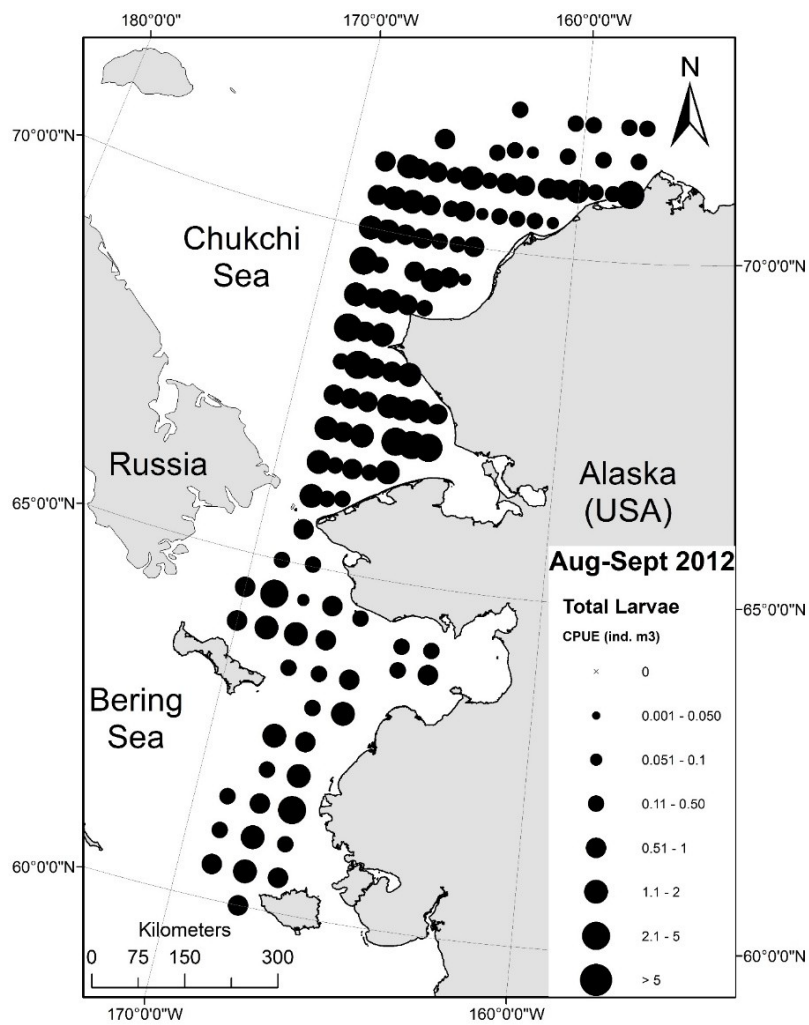 180°0'0"W
170°0'0"W
160°0'0"W
N
70°0'0"N
Chukchi
Sea
70°0'0"N
Russia
Alaska
(USA)
65°0'0"N
Aug-Sept 2012
Total Larvae
65°0'0"N
CPUE (ind. m3)
0
Bering
Sea
0.001 - 0.050
0.051 - 0.1
0.11 - 0.50
0.51 - 1
60°0'0"N
1.1 - 2
Kilometers
2.1 - 5
0 75 150 300
60°0'0"N
> 5
170°0'0"W
160°0'0"W